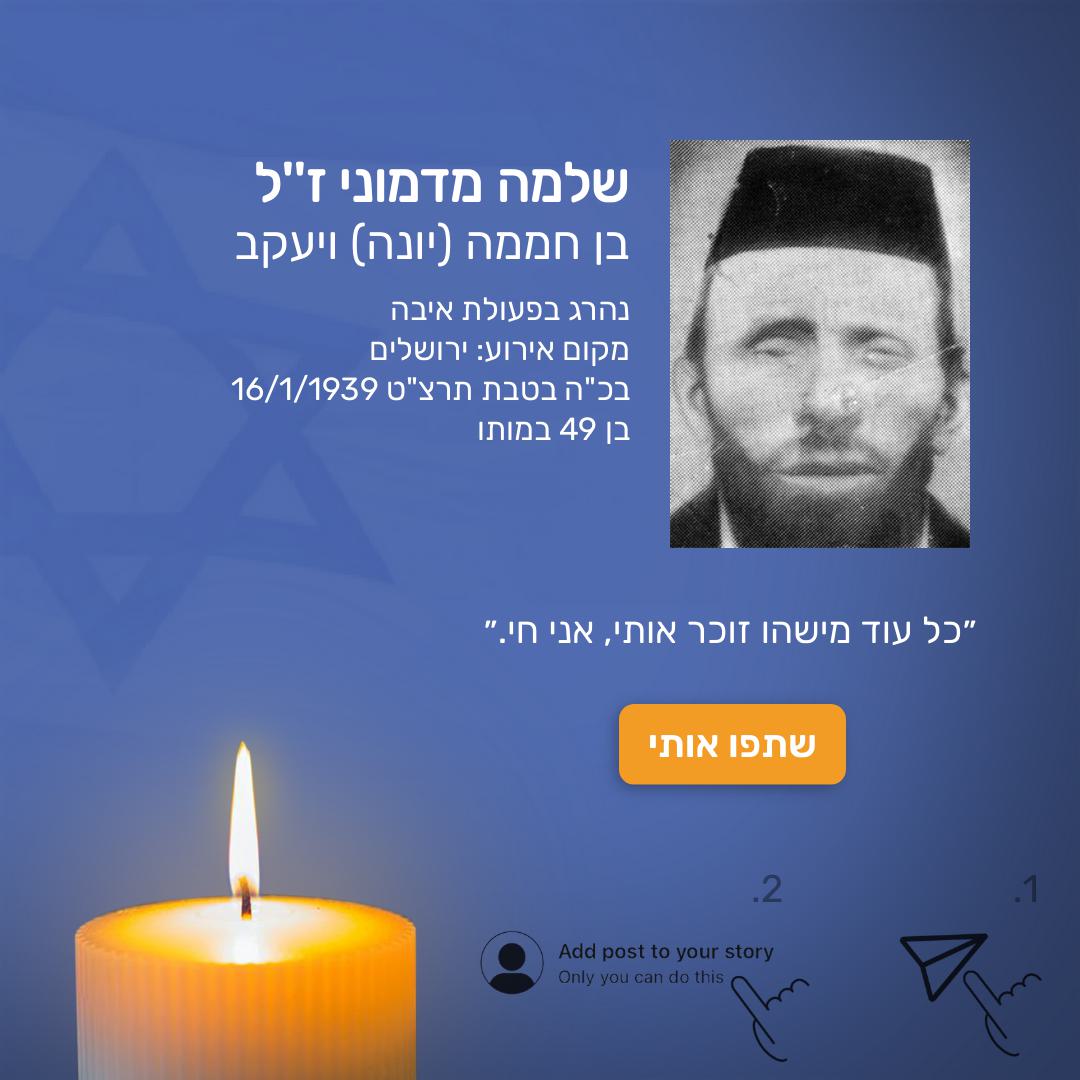 שלמה מדמוני ז"ל
בן חממה (יונה) ויעקב
נהרג בפעולת איבה
מקום אירוע: ירושלים
בכ"ה בטבת תרצ"ט 16/1/1939
בן 49 במותו
״כל עוד מישהו זוכר אותי, אני חי.״
שתפו אותי
.1
.2
Add post to your story
Only you can do this